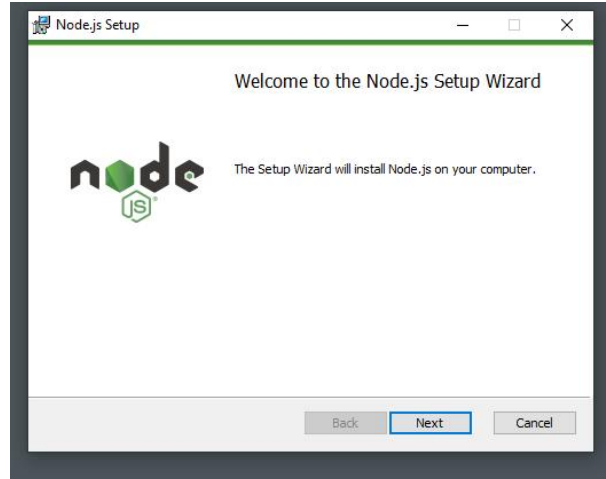 Node.js Setup
Welcome to the Node.js Setup Wizard
The Setup Wizard will install Node.js on your computer.
node
JS
Back
Next
Cancel